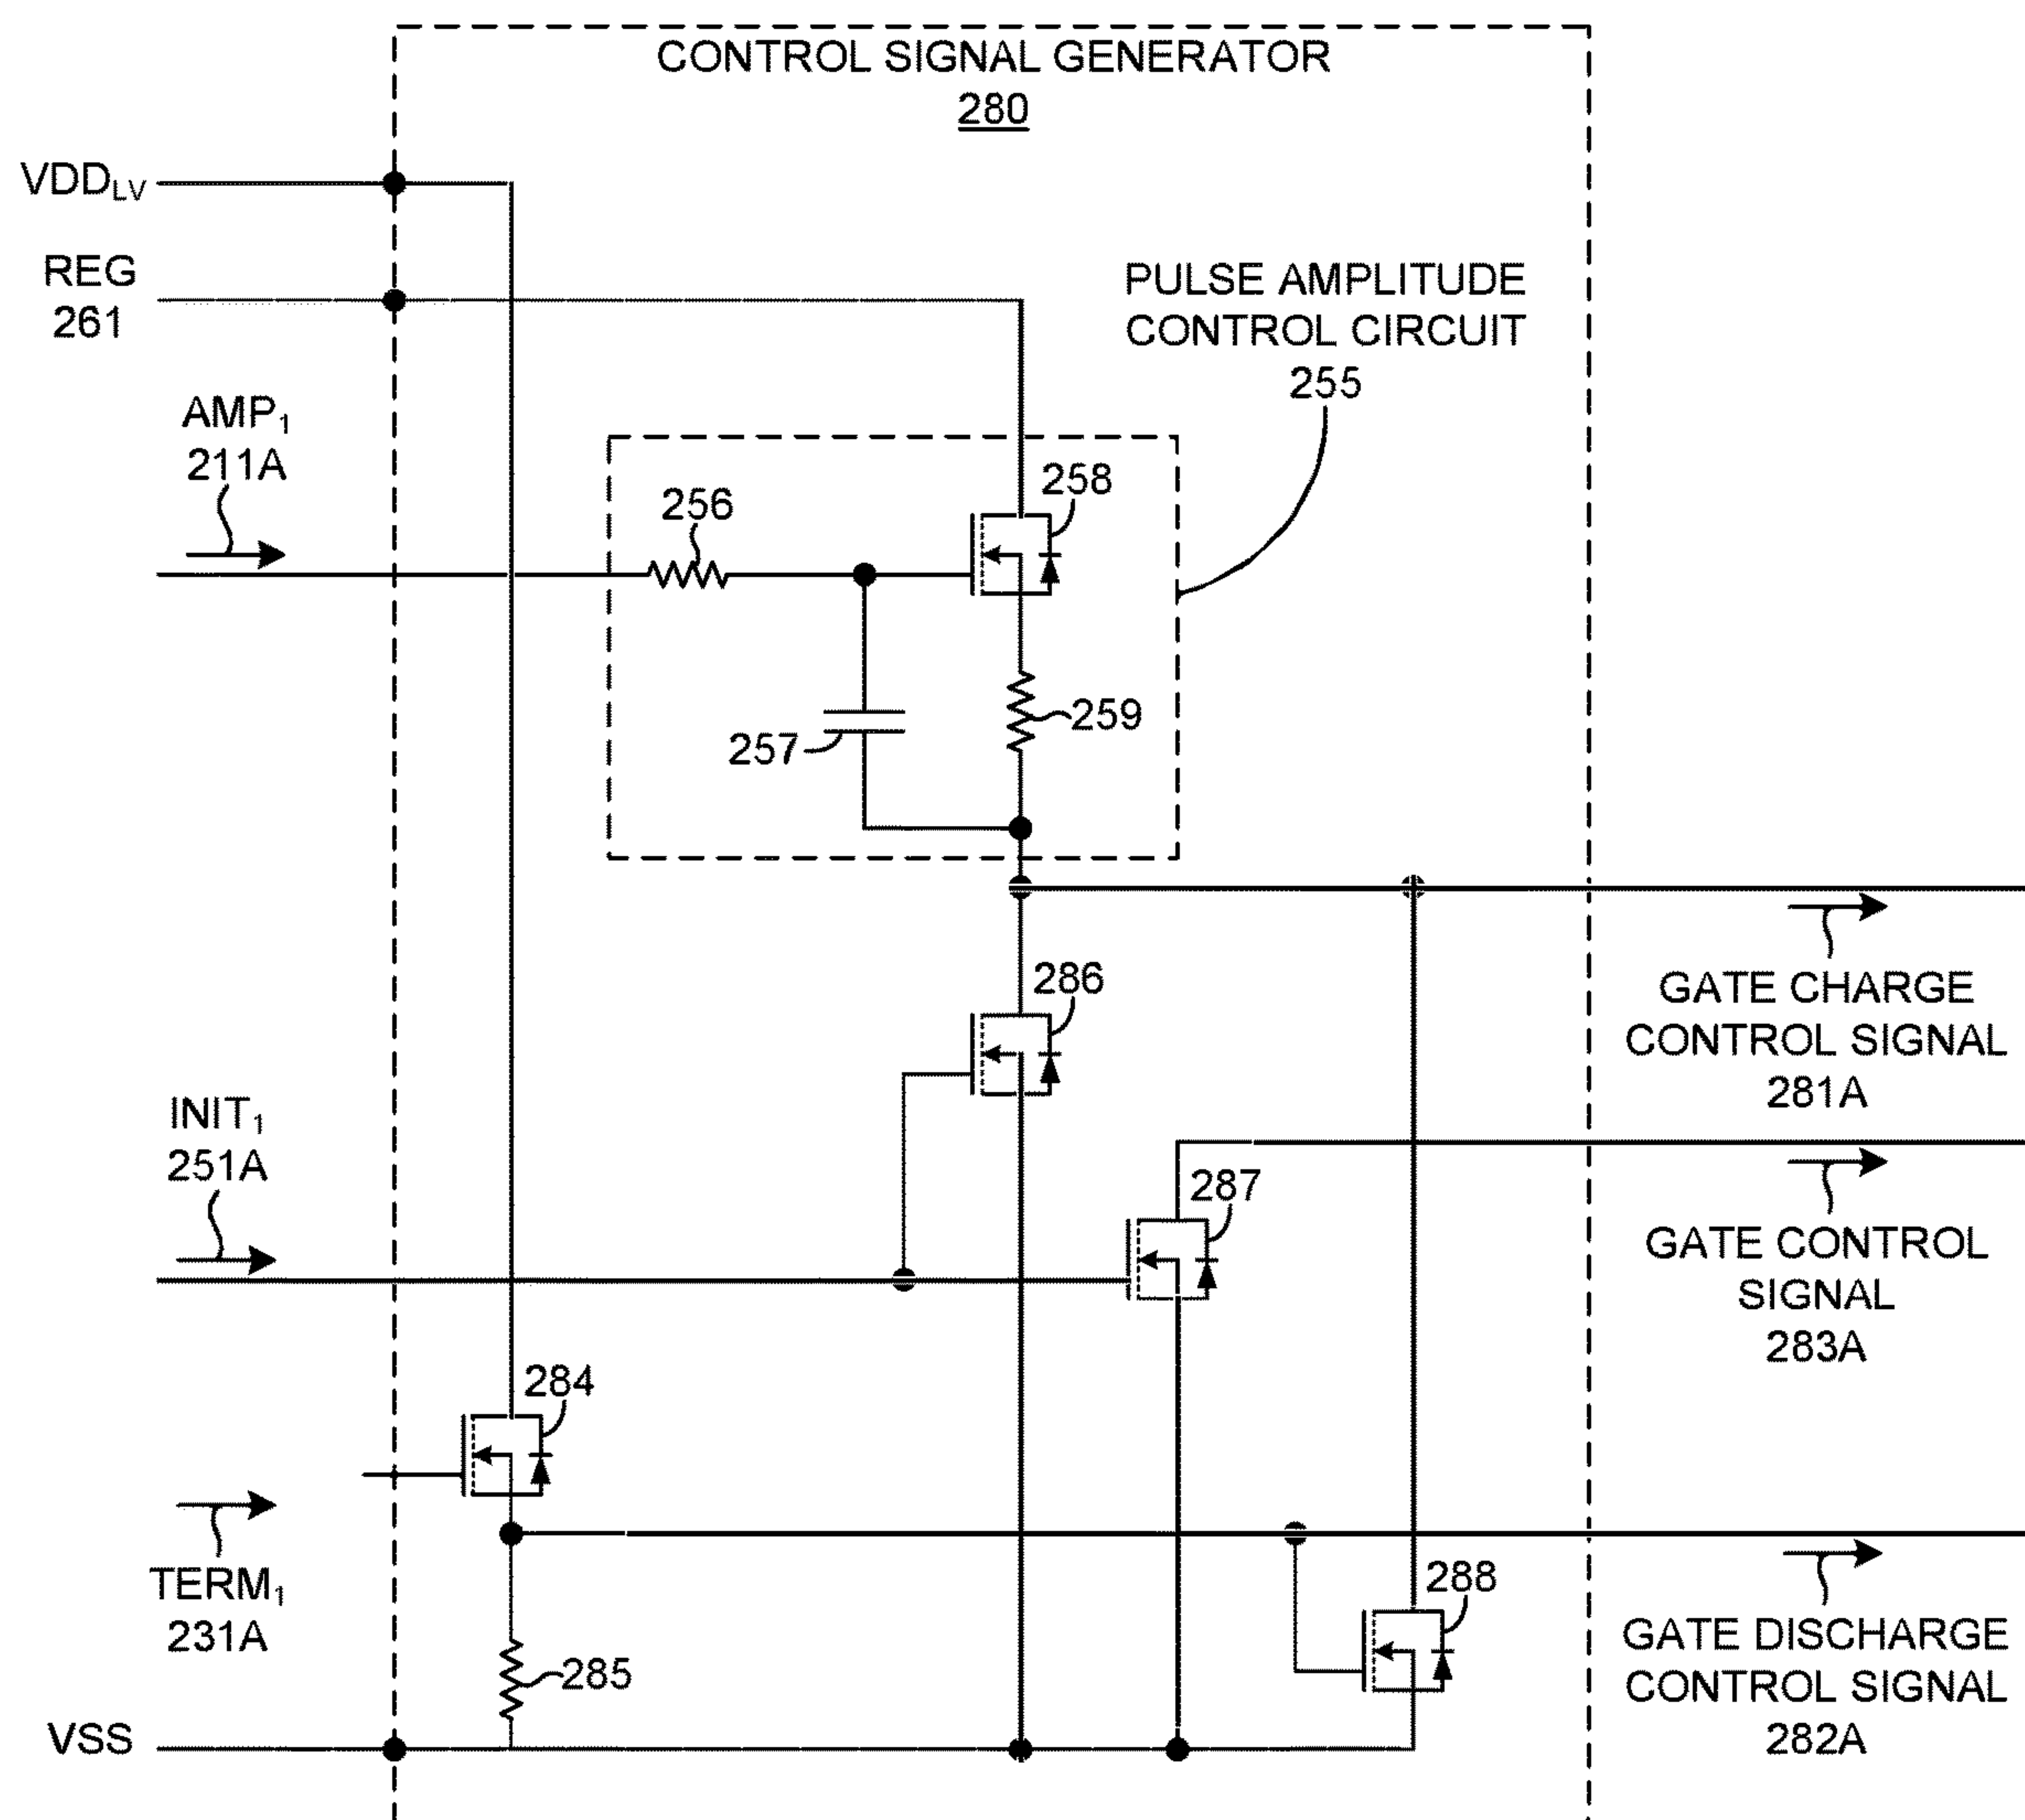 CONTROL SIGNAL GENERATOR
280
VDD_LV
REG
261
PULSE AMPLITUDE
CONTROL CIRCUIT
255
AMP₁
211A
256
258
257
259
286
GATE CHARGE
CONTROL SIGNAL
281A
INIT₁
251A
287
GATE CONTROL
SIGNAL
283A
284
TERM₁
231A
285
288
GATE DISCHARGE
CONTROL SIGNAL
282A
VSS